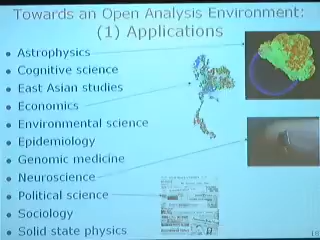 Towards an Open Analysis Environment:
(1) Applications
• Astrophysics
• Cognitive science
• East Asian studies
• Economics
• Environmental science
• Epidemiology
• Genomic medicine
• Neuroscience
• Political science
• Sociology
• Solid state physics